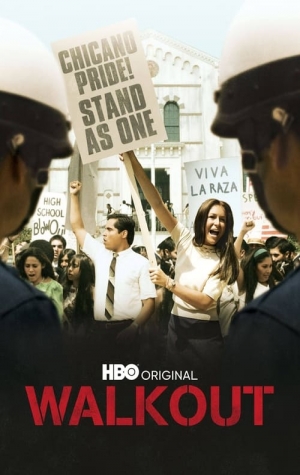 CHICANO
PRIDE!
STAND
AS ONE
VIVA
LA RAZA
HIGH
SCHOOL
HBO ORIGINAL
WALKOUT